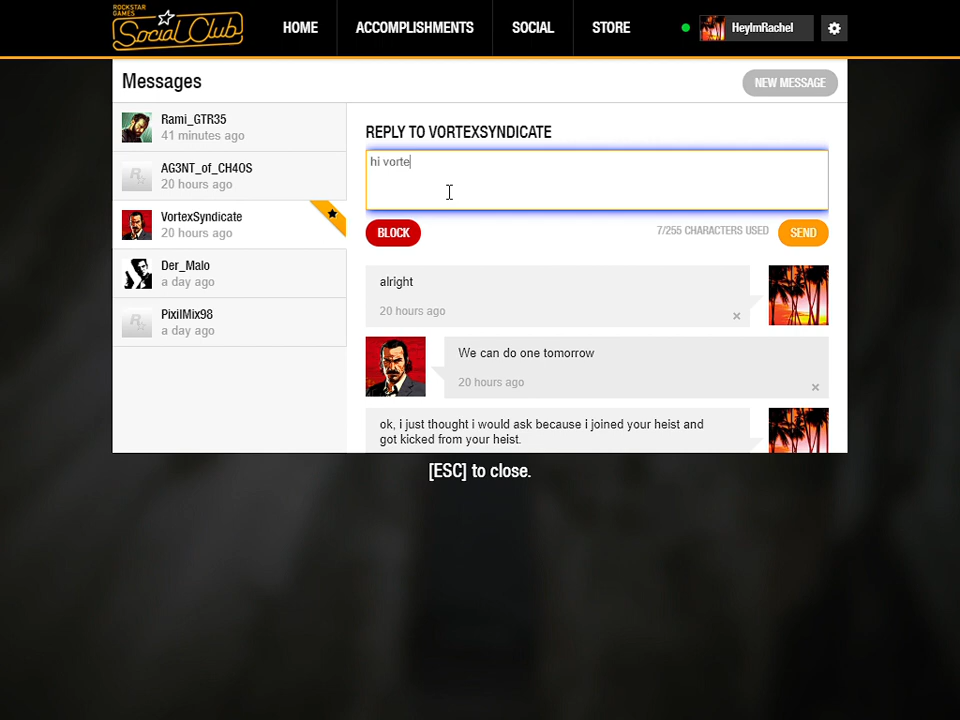 ROCKSTAR
GAMES
Social Club
HOME
ACCOMPLISHMENTS
SOCIAL
STORE
HeyImRachel
Messages
NEW MESSAGE
Rami_GTR35
41 minutes ago
AG3NT_of_CH4OS
20 hours ago
VortexSyndicate
20 hours ago
Der_Malo
a day ago
PixilMix98
a day ago
REPLY TO VORTEXSYNDICATE
hi vorte
BLOCK
7/255 CHARACTERS USED
SEND
alright
20 hours ago
We can do one tomorrow
20 hours ago
ok, i just thought i would ask because i joined your heist and
got kicked from your heist.
[ESC] to close.